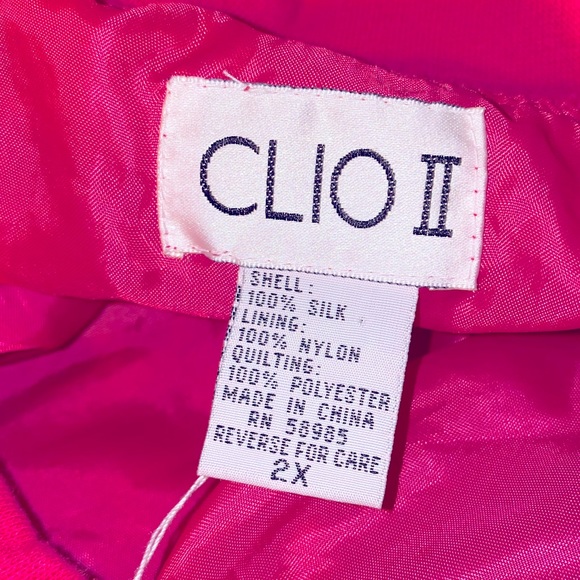 CLIO II
SHELL:
100% SILK
LINING:
100% NYLON
QUILTING:
100% POLYESTER
MADE IN CHINA
RN 58985
REVERSE FOR CARE
2X